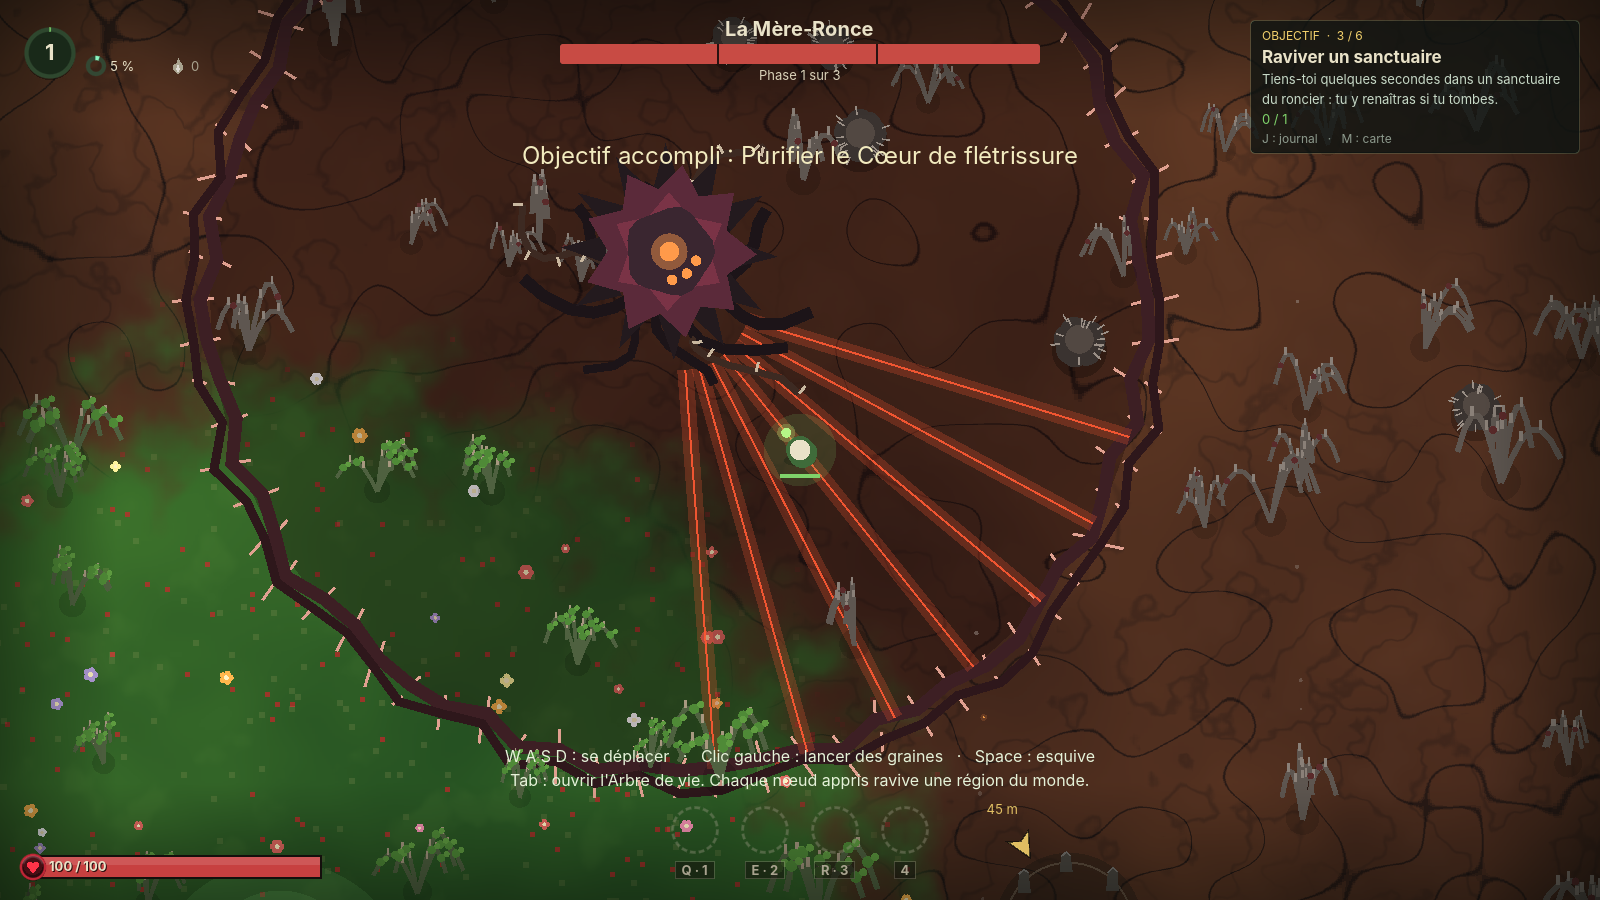 1
5 %
0
La Mère-Ronce
Phase 1 sur 3
OBJECTIF · 3 / 6
Raviver un sanctuaire
Tiens-toi quelques secondes dans un sanctuaire
du roncier : tu y renaîtras si tu tombes.
0 / 1
J : journal · M : carte
Objectif accompli : Purifier le Cœur de flétrissure
W A S D : se déplacer · Clic gauche : lancer des graines · Space : esquive
Tab : ouvrir l'Arbre de vie. Chaque nœud appris ravive une région du monde.
45 m
100 / 100
Q · 1
E · 2
R · 3
4